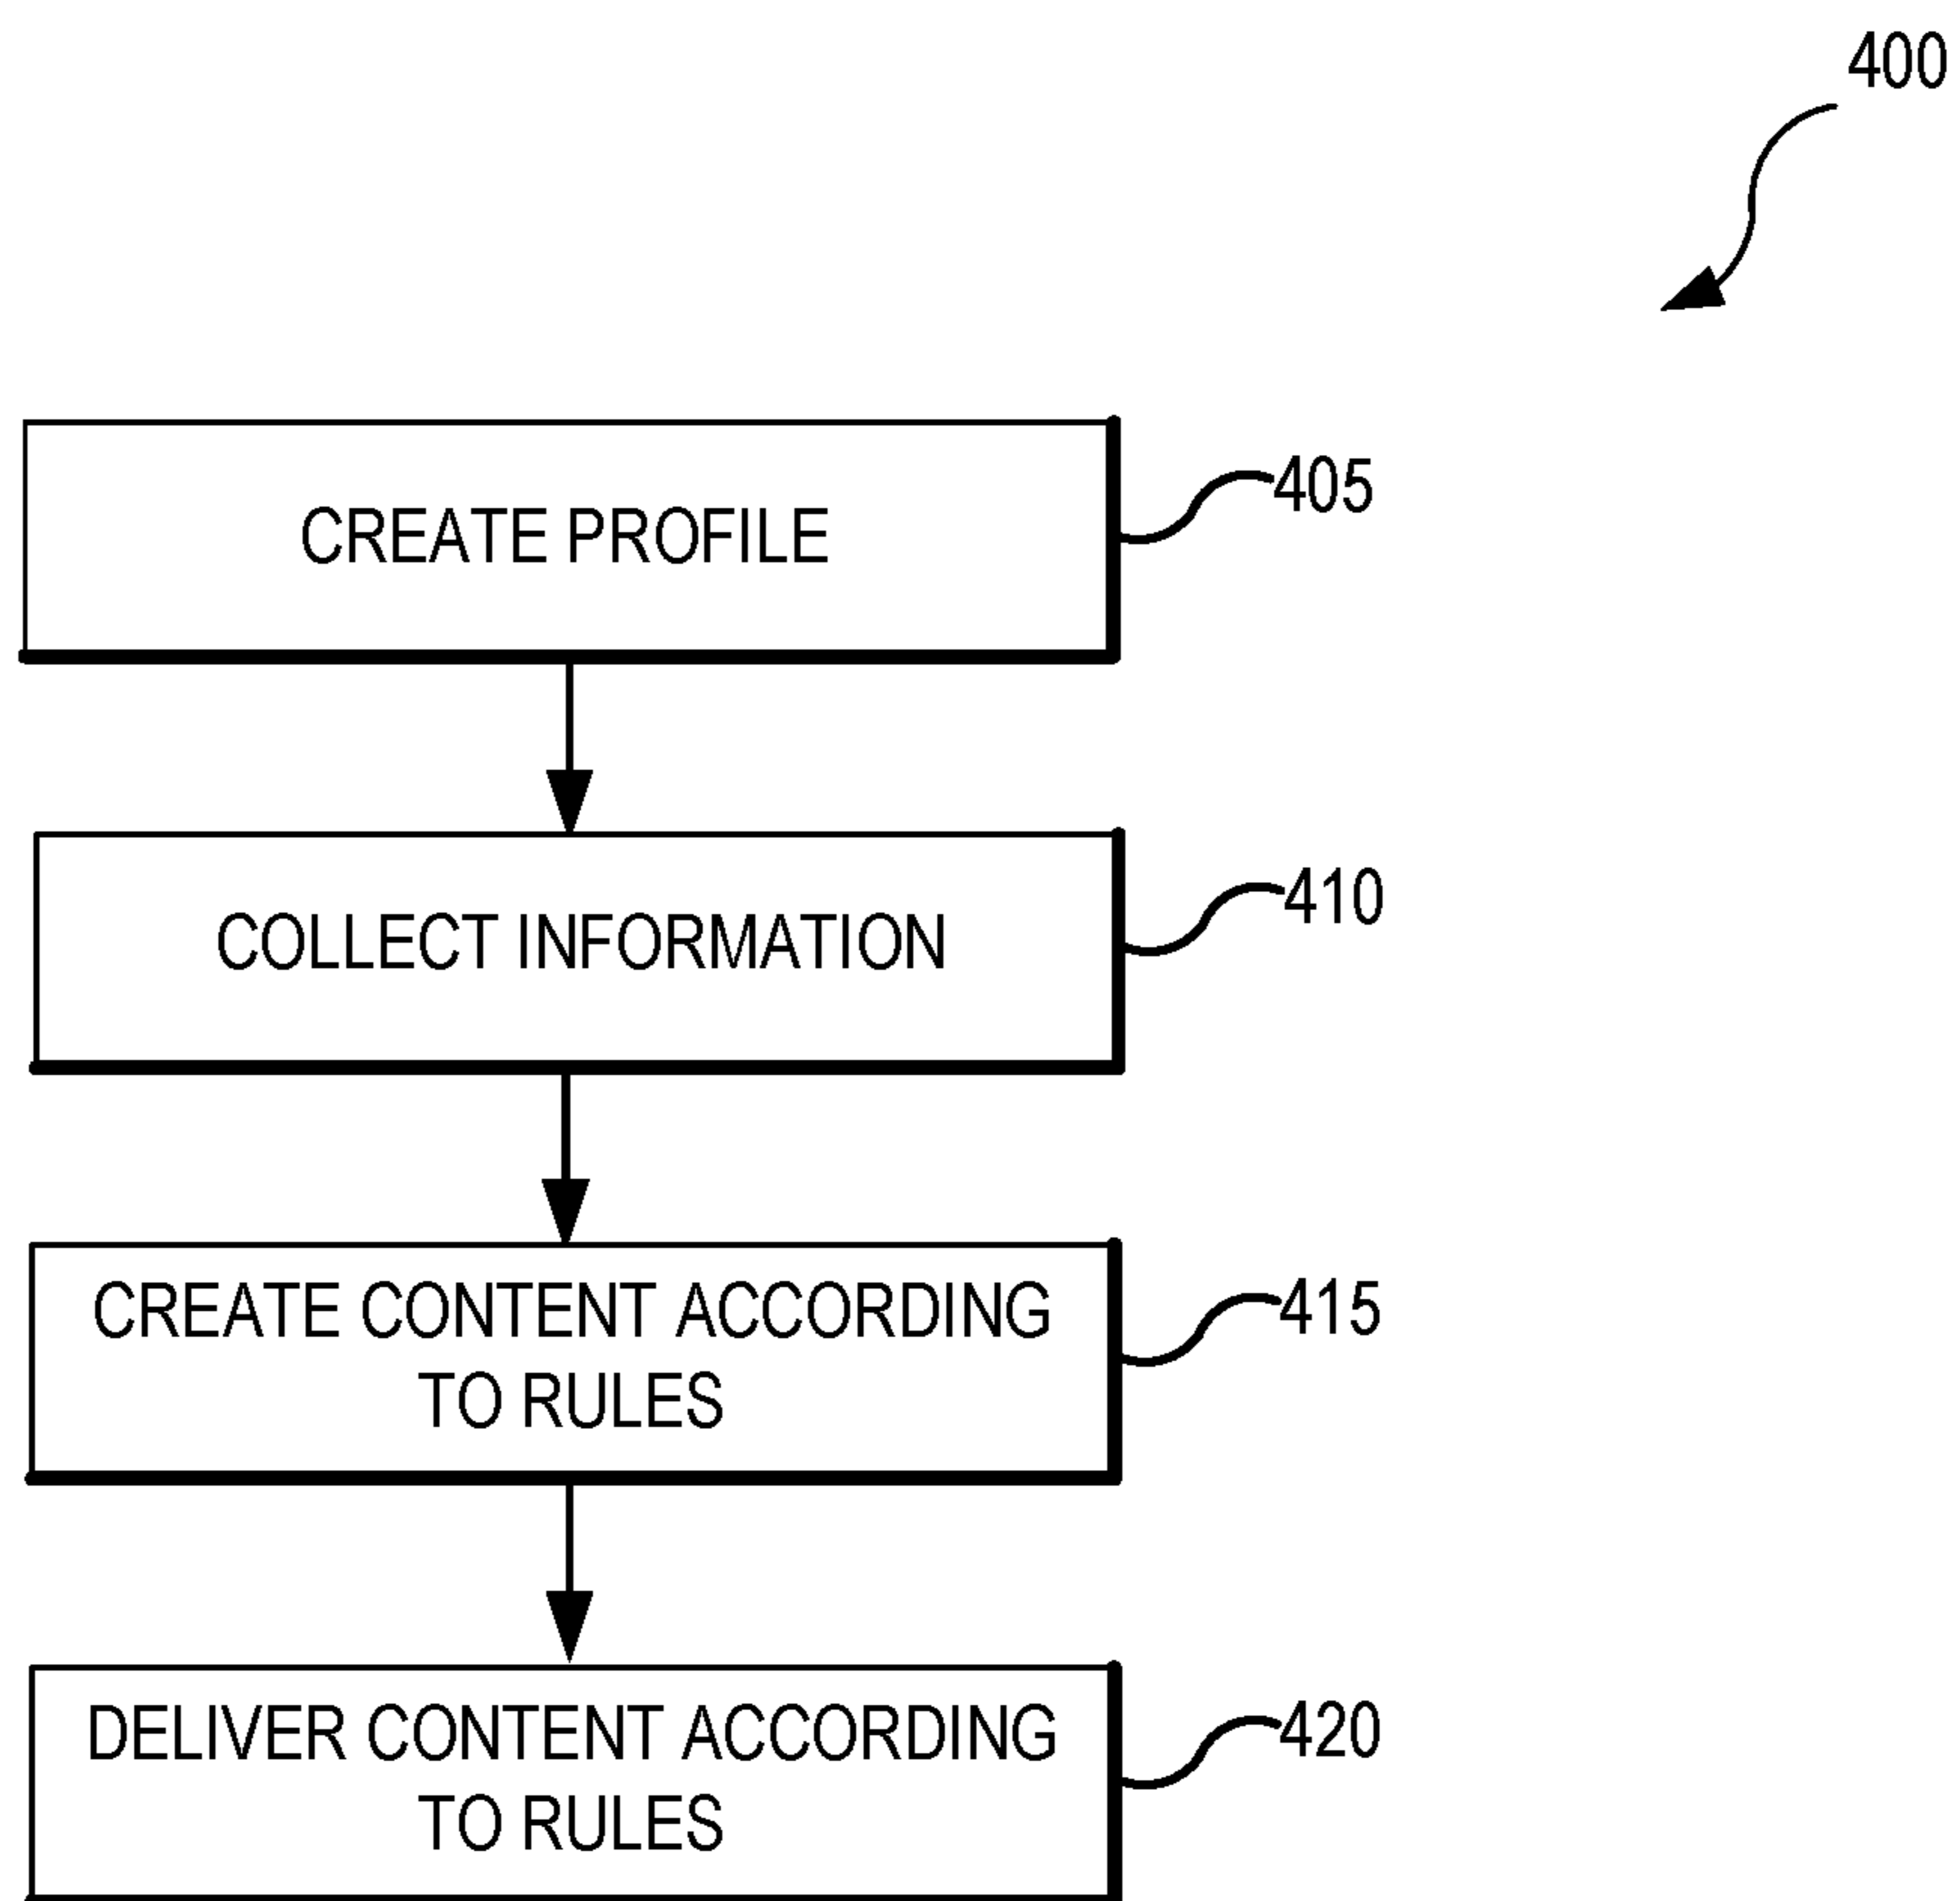 400
CREATE PROFILE
405
COLLECT INFORMATION
410
CREATE CONTENT ACCORDING
TO RULES
415
DELIVER CONTENT ACCORDING
TO RULES
420